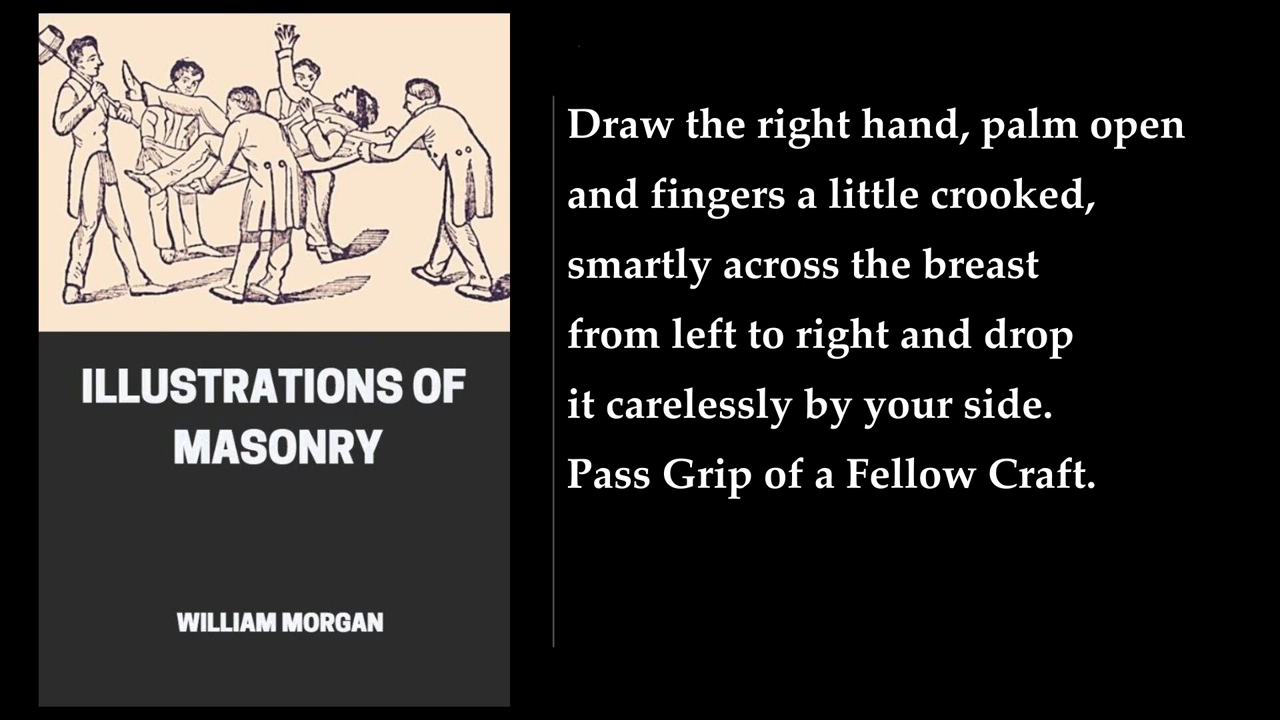 ILLUSTRATIONS OF
MASONRY
WILLIAM MORGAN
Draw the right hand, palm open
and fingers a little crooked,
smartly across the breast
from left to right and drop
it carelessly by your side.
Pass Grip of a Fellow Craft.